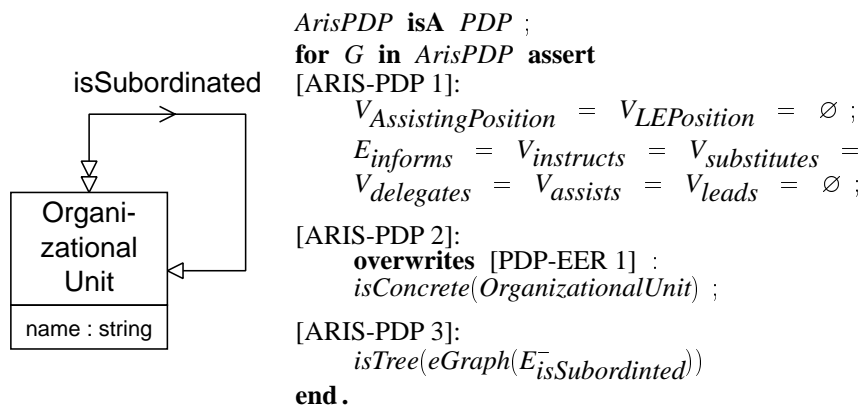 isSubordinated
Organi-
zational
Unit
name : string
ArisPDP isA PDP ;
for G in ArisPDP assert
[ARIS-PDP 1]:
V_AssistingPosition = V_LEPosition = ∅ ;
E_informs = V_instructs = V_substitutes =
V_delegates = V_assists = V_leads = ∅ ;
[ARIS-PDP 2]:
overwrites [PDP-EER 1] :
isConcrete(OrganizationalUnit) ;
[ARIS-PDP 3]:
isTree(eGraph(E⁻_isSubordinted))
end .